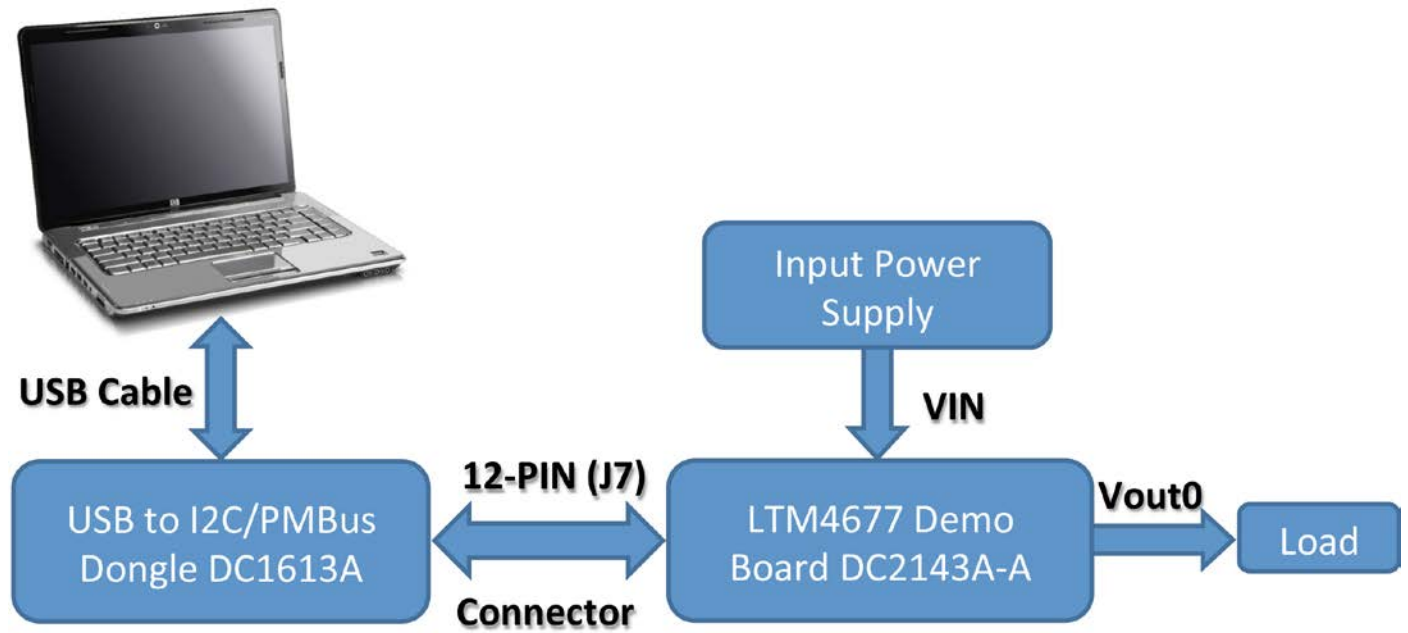 Input Power
Supply
USB Cable
VIN
12-PIN (J7)
Connector
USB to I2C/PMBus
Dongle DC1613A
LTM4677 Demo
Board DC2143A-A
Vout0
Load